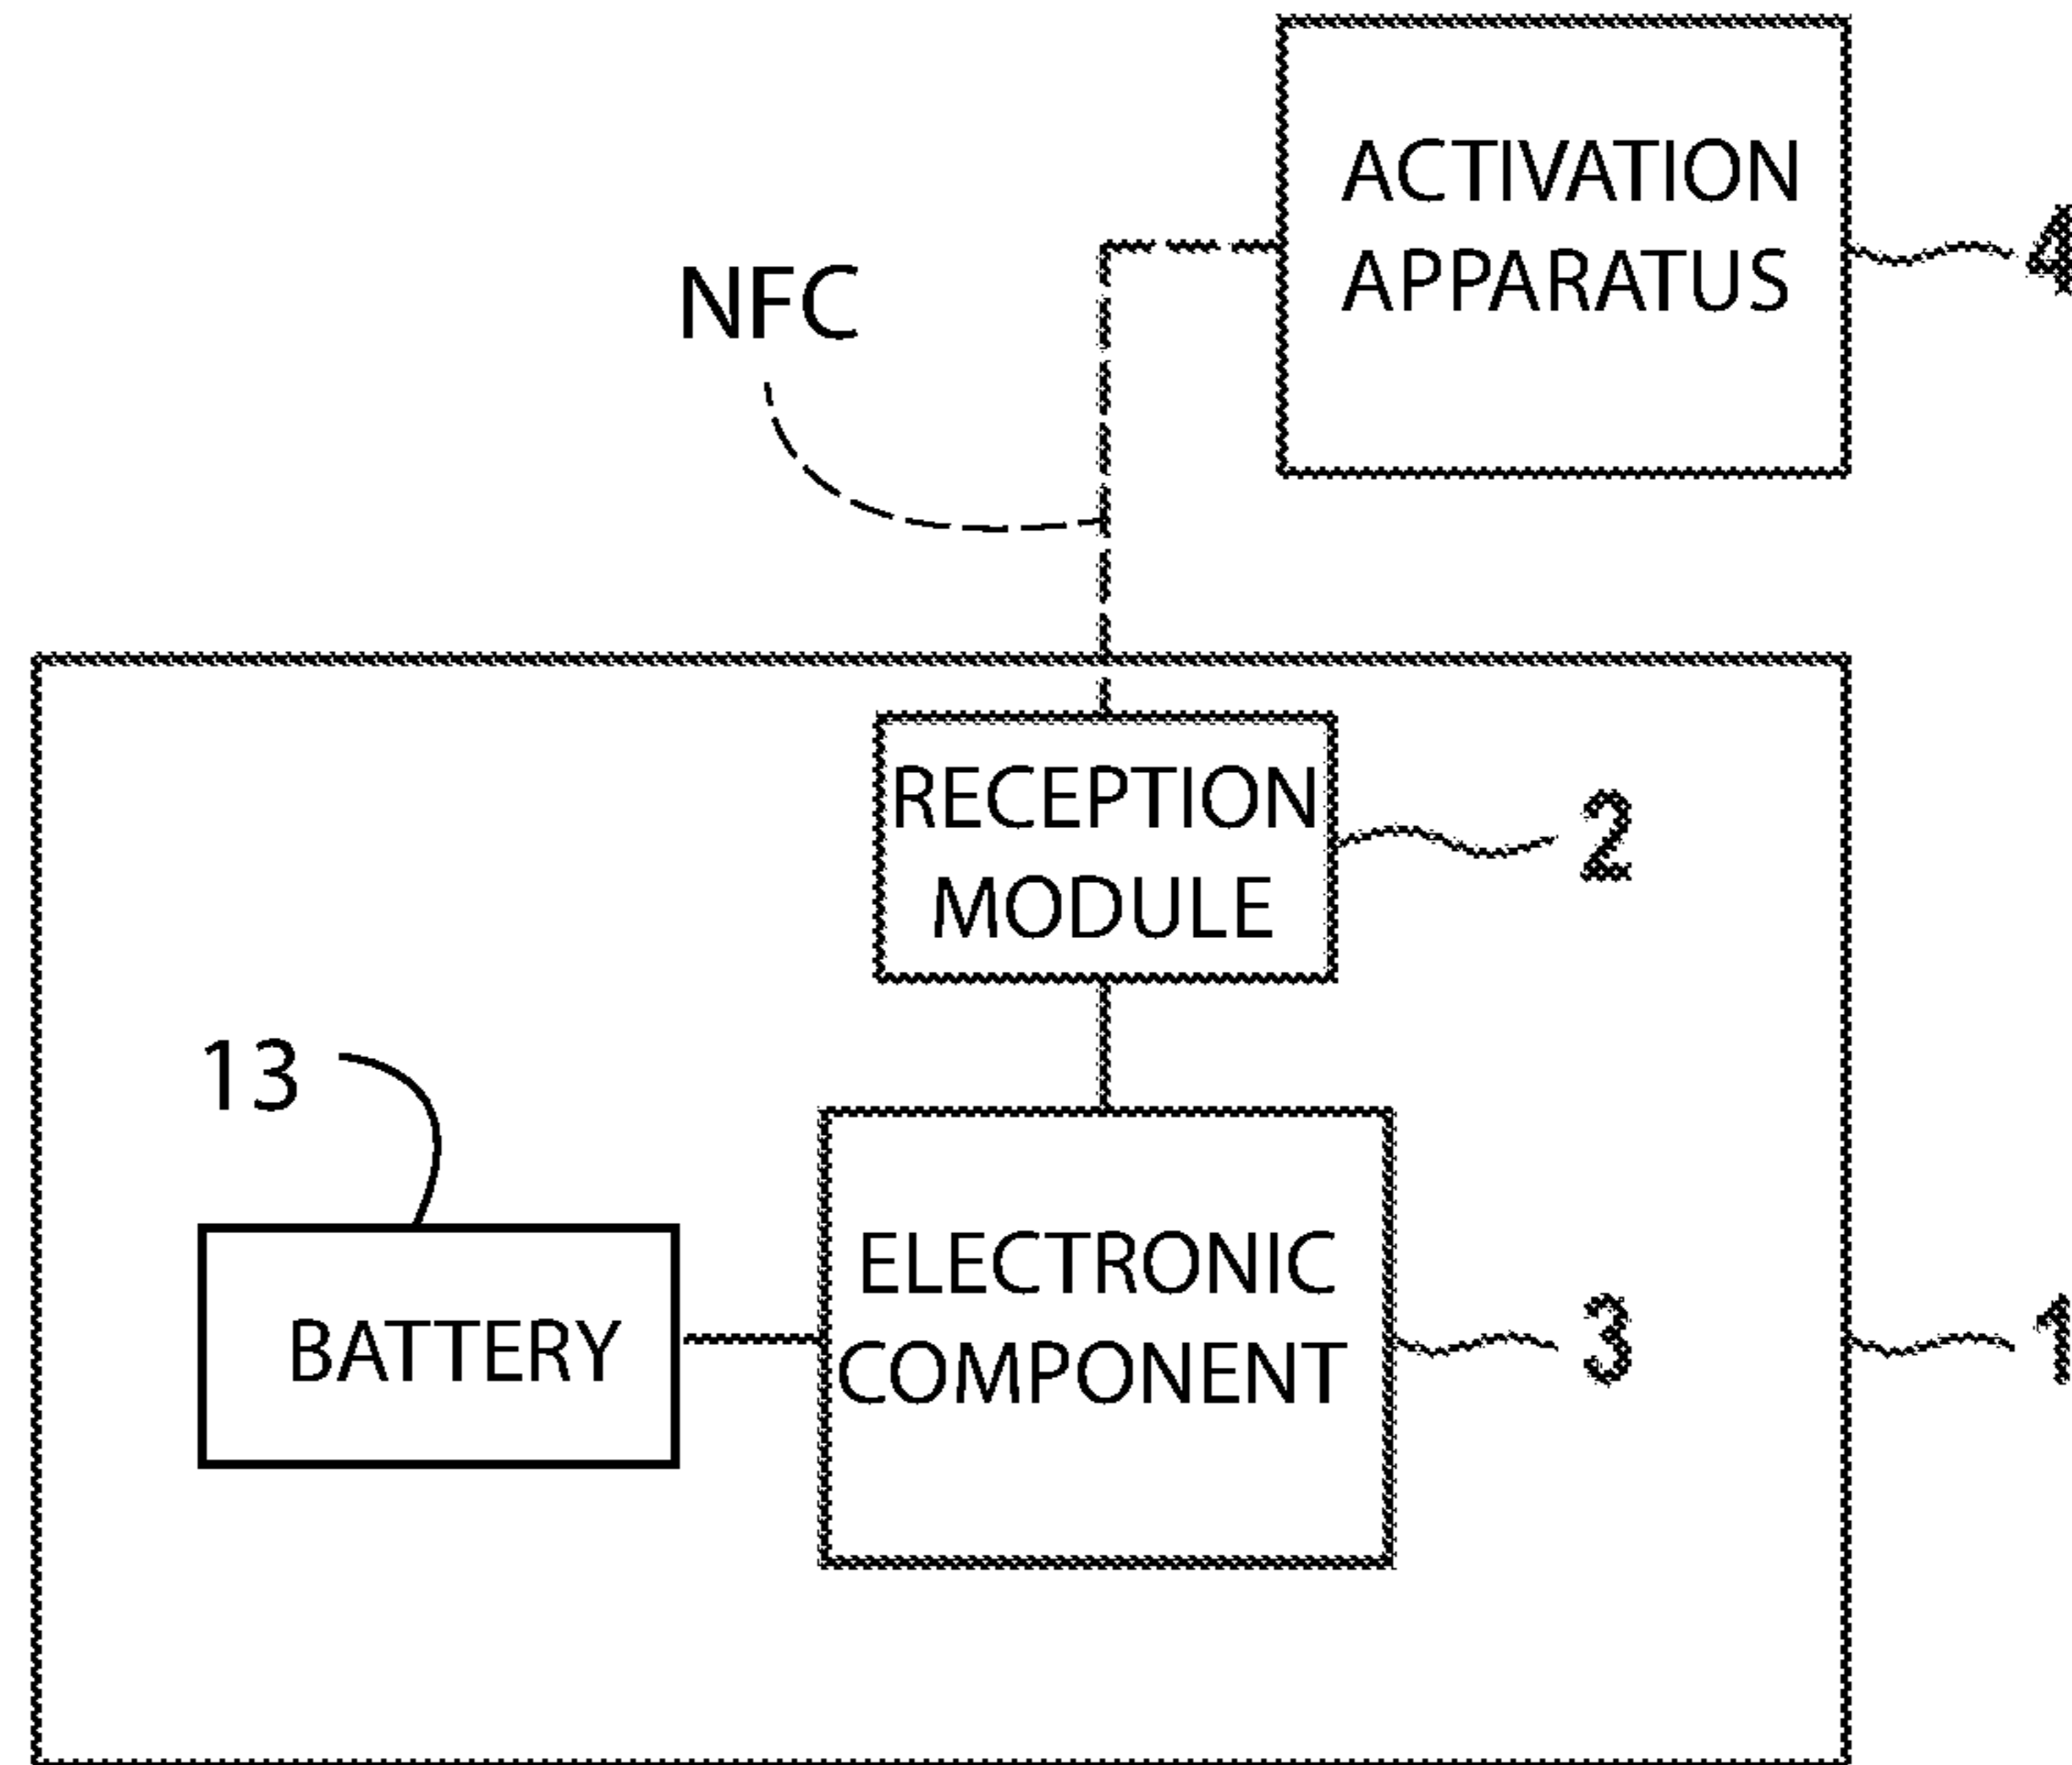 ACTIVATION
APPARATUS
4
NFC
RECEPTION
MODULE
2
13
ELECTRONIC
COMPONENT
BATTERY
3
1